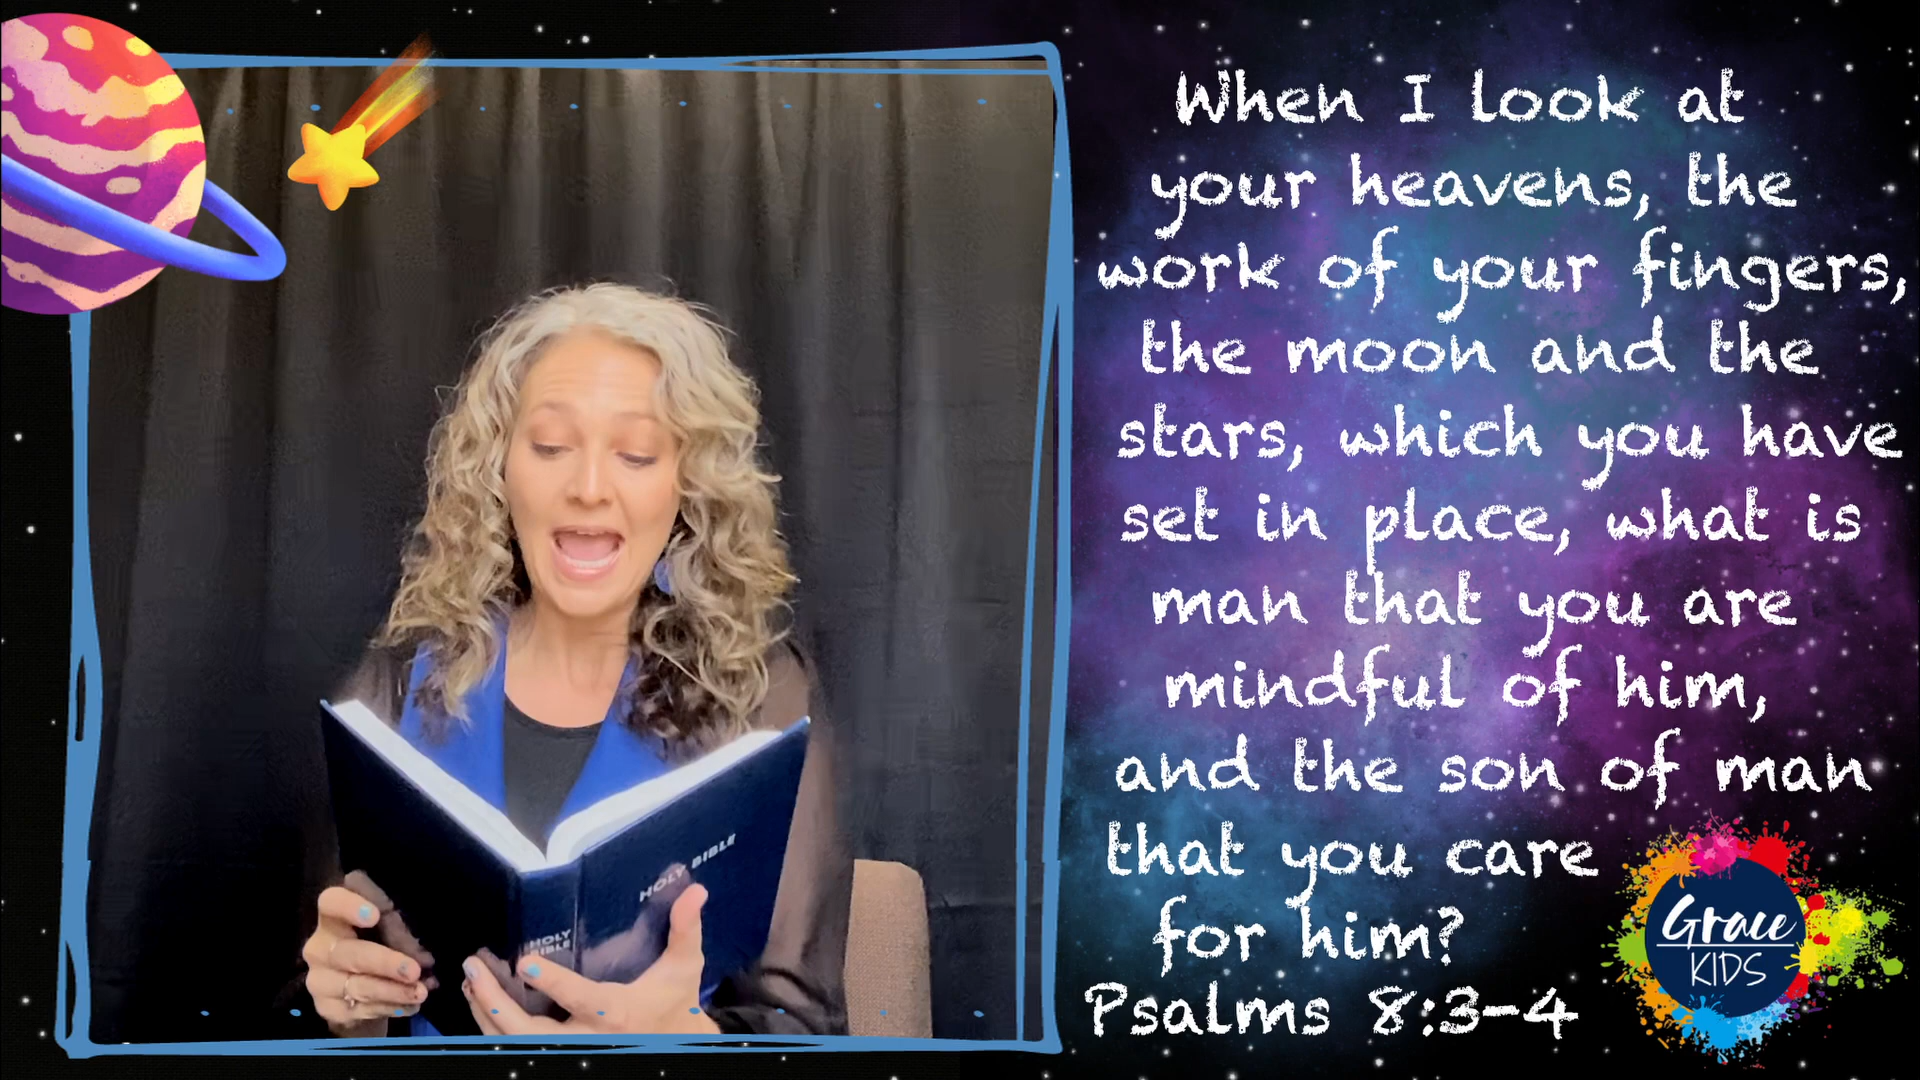 When I look at
your heavens, the
work of your fingers,
the moon and the
stars, which you have
set in place, what is
man that you are
mindful of him,
and the son of man
that you care
for him?
Psalms 8:3-4
HOLY BIBLE
HOLY
BIBLE
Grace
KIDS